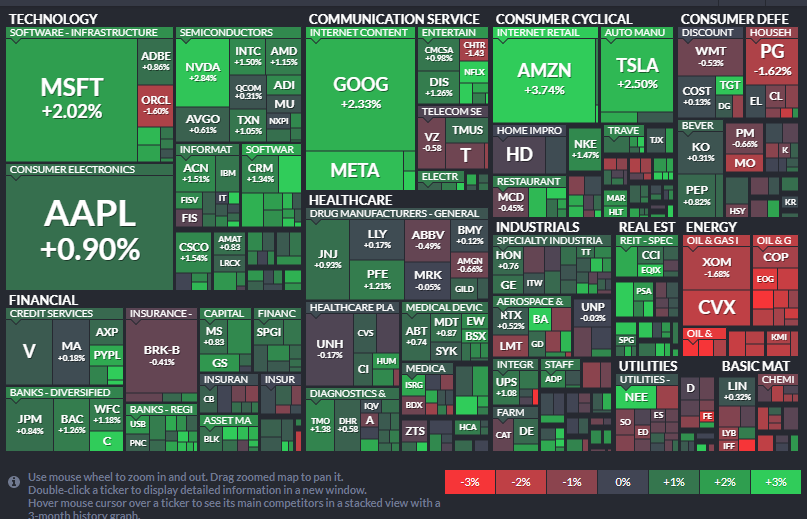 TECHNOLOGY
SOFTWARE - INFRASTRUCTURE
MSFT
+2.02%
ADBE
+0.86%
ORCL
-1.60%
SEMICONDUCTORS
NVDA
+2.84%
INTC
+1.50%
AMD
+1.15%
QCOM
+0.31%
ADI
MU
AVGO
+0.61%
TXN
+1.05%
NXPI
CONSUMER ELECTRONICS
AAPL
+0.90%
INFORMAT
ACN
+1.51%
IBM
FISV
IT
FIS
SOFTWAR
CRM
+1.34%
CSCO
+1.54%
AMAT
+0.83
LRCX
COMMUNICATION SERVICE
INTERNET CONTENT
GOOG
+2.33%
META
ENTERTAIN
CMCSA
+0.98%
CHTR
-1.43
NFLX
DIS
+1.26%
TELECOM SE
VZ
-0.58
TMUS
T
ELECTR
CONSUMER CYCLICAL
INTERNET RETAIL
AMZN
+3.74%
AUTO MANU
TSLA
+2.50%
HOME IMPRO
HD
NKE
+1.47%
TRAVE
TJX
RESTAURANT
MCD
-0.45%
MAR
HLT
CONSUMER DEFE
DISCOUNT
WMT
-0.53%
COST
+0.13%
TGT
DG
HOUSEH
PG
-1.62%
EL
CL
BEVER
KO
+0.31%
PEP
+0.82%
PM
-0.66%
MO
K
HSY
KR
HEALTHCARE
DRUG MANUFACTURERS - GENERAL
JNJ
+0.93%
LLY
+0.17%
ABBV
-0.49%
BMY
+0.12%
PFE
+1.21%
MRK
-0.05%
AMGN
-0.66%
GILD
HEALTHCARE PLA
UNH
-0.17%
CVS
CI
HUM
MEDICAL DEVIC
ABT
+0.74
MDT
+0.87
EW
BSX
SYK
MEDICA
ISRG
BDX
DIAGNOSTICS &
TMO
+1.38
DHR
+0.58
IQV
A
ZTS
HCA
FINANCIAL
CREDIT SERVICES
V
MA
+0.18%
AXP
PYPL
INSURANCE -
BRK-B
-0.41%
CAPITAL
MS
+0.83
GS
FINANC
SPGI
BANKS - DIVERSIFIED
JPM
+0.84%
BAC
+1.26%
WFC
+1.18%
C
BANKS - REGI
USB
PNC
INSURAN
CB
INSUR
ASSET MA
BLK
INDUSTRIALS
SPECIALTY INDUSTRIA
HON
+0.76
GE
ITW
TT
AEROSPACE &
RTX
+0.52%
BA
LMT
GD
UNP
-0.03%
INTEGR
UPS
+1.08
STAFF
ADP
FARM
CAT
DE
REAL EST
REIT - SPEC
CCI
EQIX
PSA
SPG
ENERGY
OIL & GAS I
XOM
-1.68%
CVX
OIL & G
COP
EOG
OIL &
KMI
UTILITIES
UTILITIES -
NEE
SO
ES
ED
D
BASIC MAT
LIN
+0.32%
CHEMI
FE
LYB
IFF
Use mouse wheel to zoom in and out. Drag zoomed map to pan it.
Double-click a ticker to display detailed information in a new window.
Hover mouse cursor over a ticker to see its main competitors in a stacked view with a
3-month history graph.
-3% -2% -1% 0% +1% +2% +3%